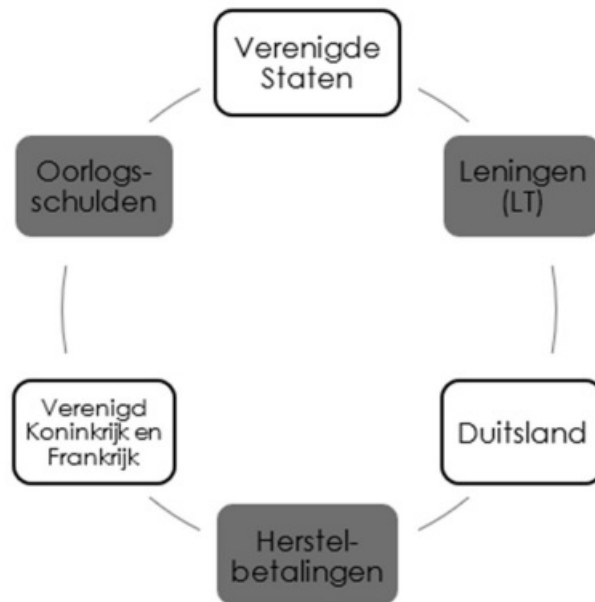 Verenigde
Staten
Leningen
(LT)
Duitsland
Herstel-
betalingen
Verenigd
Koninkrijk en
Frankrijk
Oorlogs-
schulden